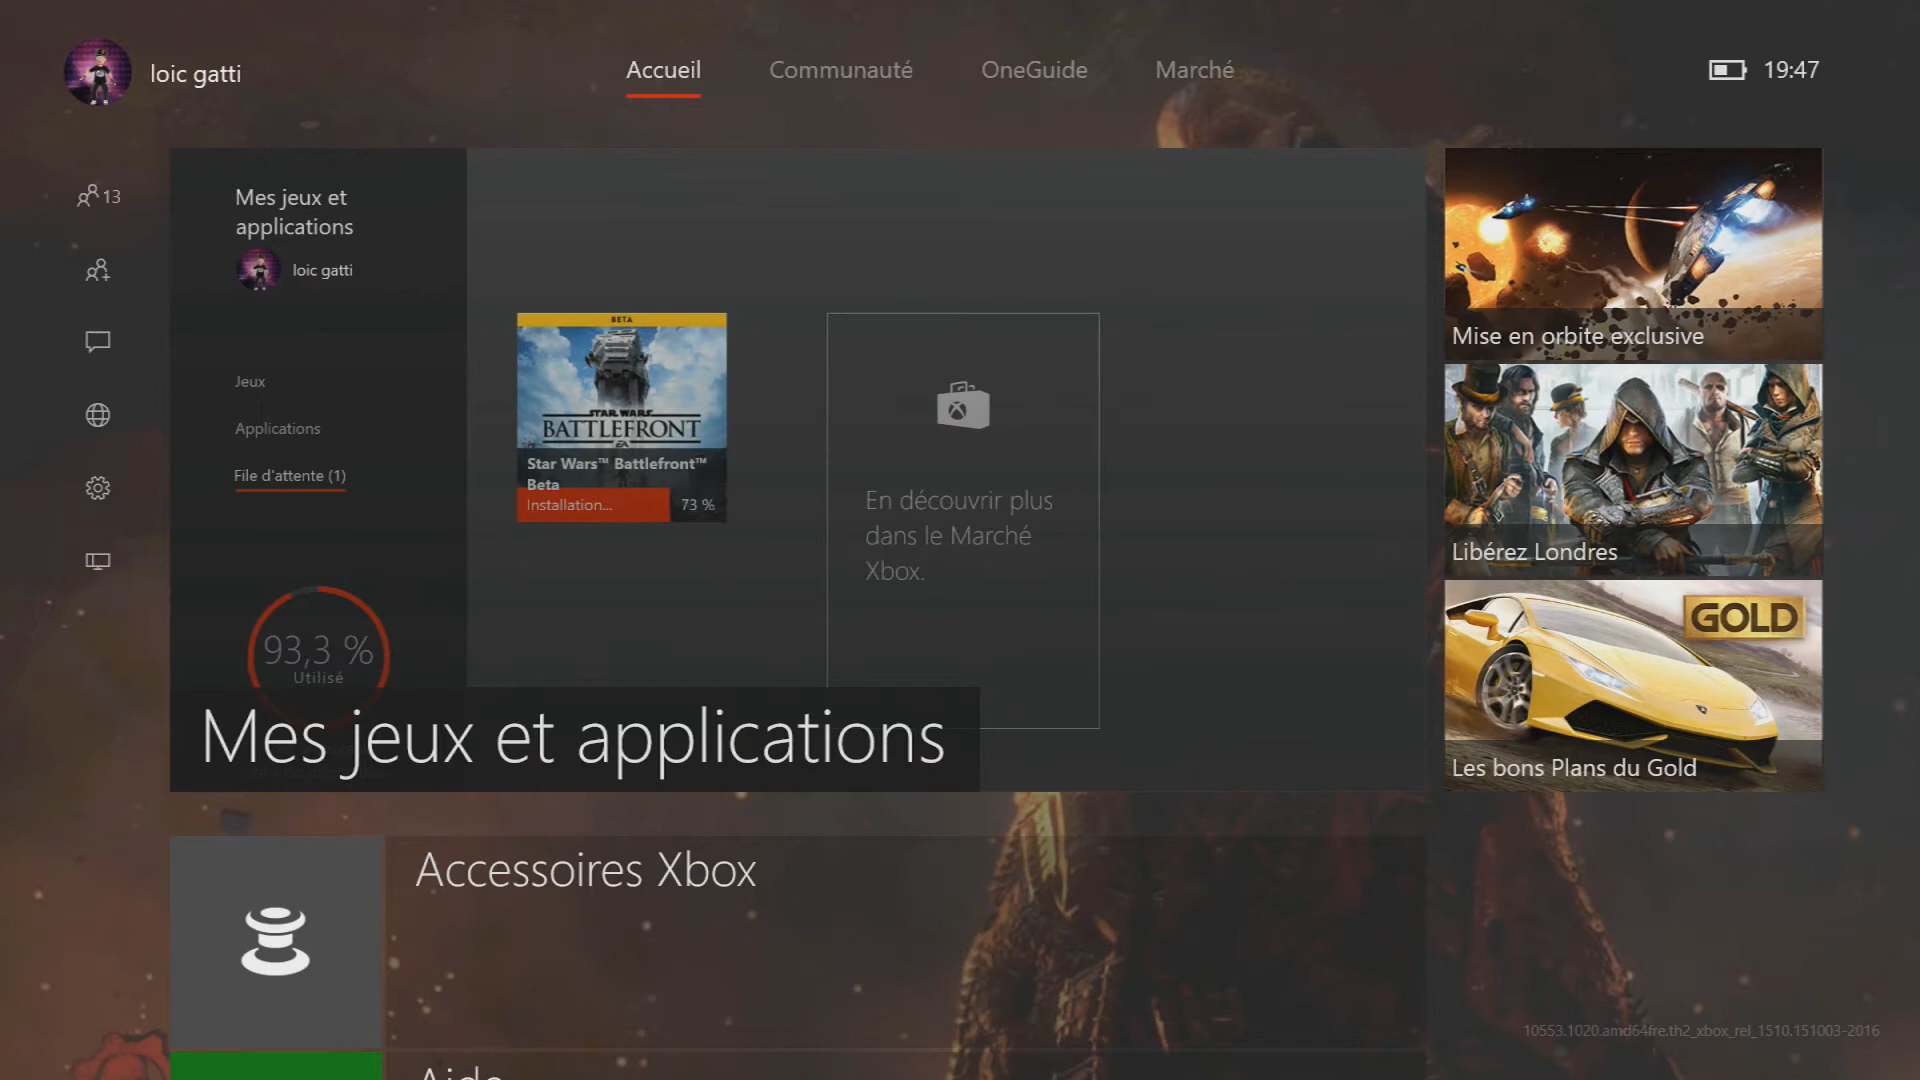 loic gatti
Accueil
Communauté
OneGuide
Marché
19:47
13
Mes jeux et
applications
loic gatti
Jeux
Applications
File d'attente (1)
93,3 %
Utilisé
BETA
STAR WARS
BATTLEFRONT
EA
Star Wars™ Battlefront™
Beta
Installation...
73 %
En découvrir plus
dans le Marché
Xbox.
Mes jeux et applications
Mise en orbite exclusive
Libérez Londres
GOLD
Les bons Plans du Gold
Accessoires Xbox
Aide
10553.1020.amd64fre.th2_xbox_rel_1510.151003-2016